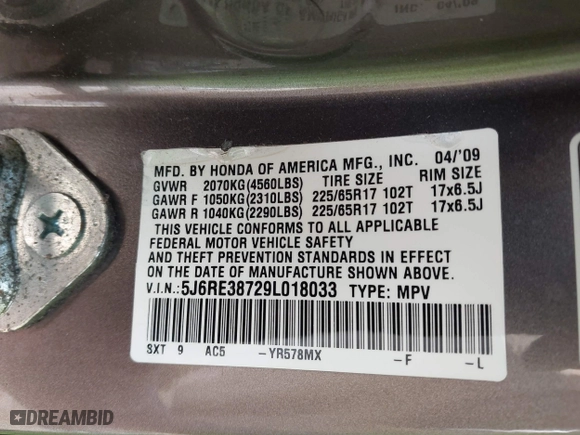 MFD. BY HONDA OF AMERICA MFG., INC. 04/'09
GVWR 2070KG(4560LBS) TIRE SIZE RIM SIZE
GAWR F 1050KG(2310LBS) 225/65R17 102T 17x6.5J
GAWR R 1040KG(2290LBS) 225/65R17 102T 17x6.5J
THIS VEHICLE CONFORMS TO ALL APPLICABLE
FEDERAL MOTOR VEHICLE SAFETY
AND THEFT PREVENTION STANDARDS IN EFFECT
ON THE DATE OF MANUFACTURE SHOWN ABOVE.
V.I.N.: 5J6RE38729L018033 TYPE: MPV
SXT 9 AC5 -YR578MX -F -L
DREAMBID